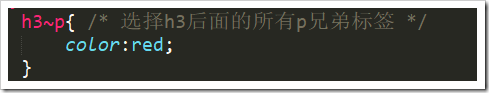 h3~p{ /* 选择h3后面的所有p兄弟标签 */
    color:red;
}